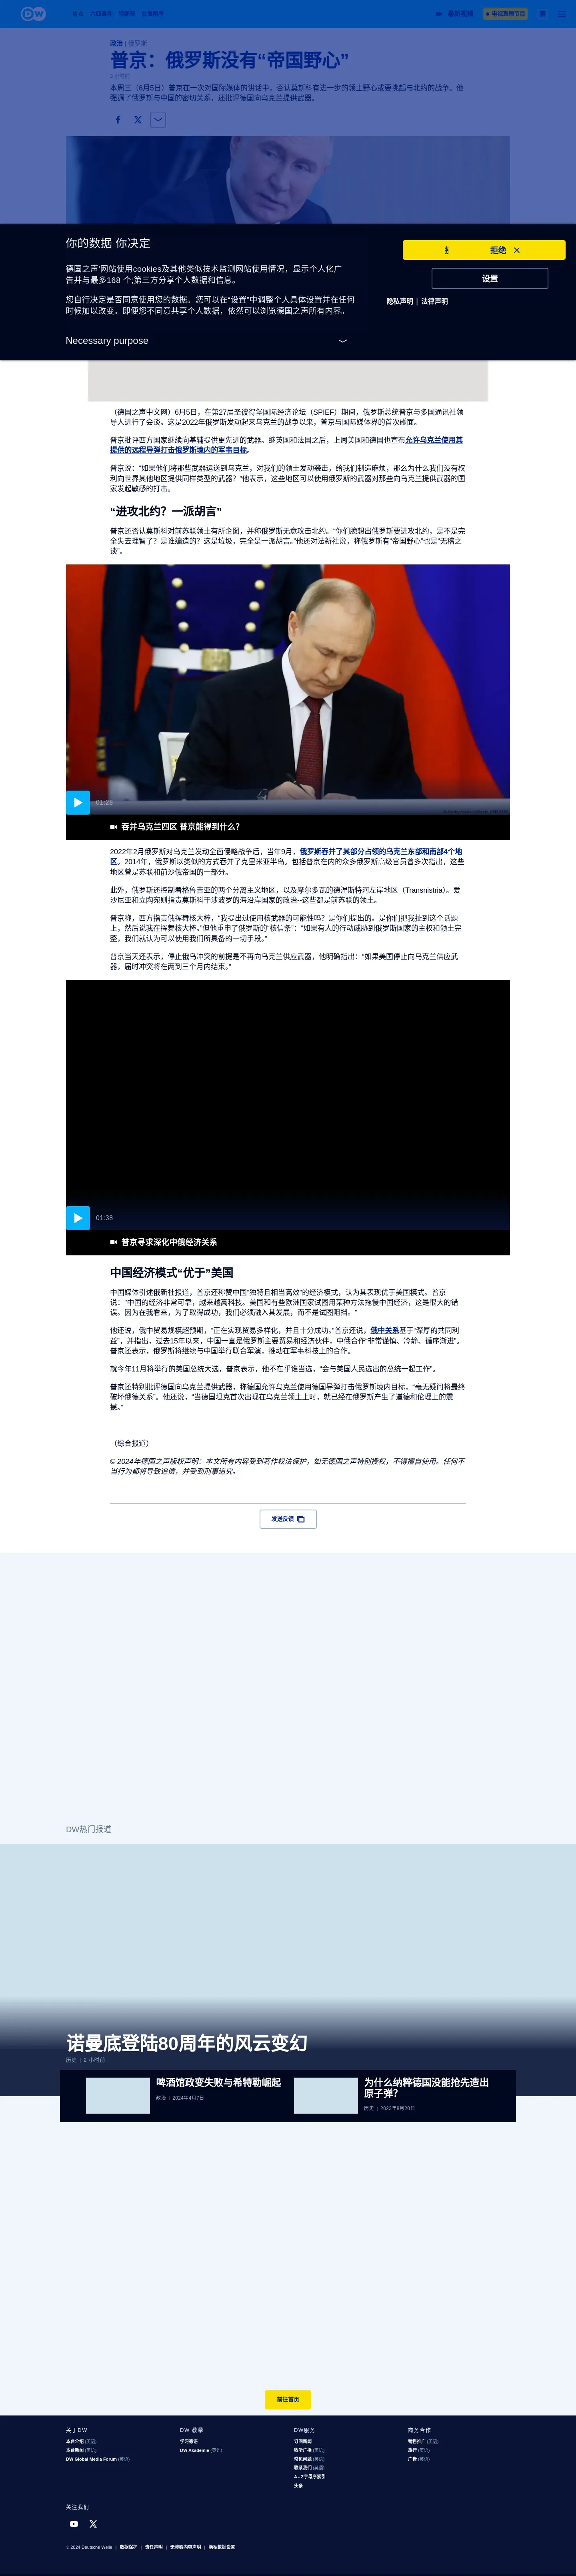 DW
最新视频
电视直播节目
繁
政治 | 俄罗斯
普京：俄罗斯没有“帝国野心”
本周三（6月5日）普京在一次对国际媒体的讲话中，否认莫斯科有进一步的领土野心或要挑起与北约的战争。他
强调了俄罗斯与中国的密切关系，还批评德国向乌克兰提供武器。
你的数据 你决定
拒绝
德国之声˙网站使用cookies及其他类似技术监测网站使用情况，显示个人化广
告并与最多168 个;第三方分享个人数据和信息。
设置
您自行决定是否同意使用您的数据。您可以在“设置”中调整个人具体设置并在任何
时候加以改变。即便您不同意共享个人数据，依然可以浏览德国之声所有内容。
隐私声明 | 法律声明
Necessary purpose
（德国之声中文网）6月5日，在第27届圣彼得堡国际经济论坛（SPIEF）期间，俄罗斯总统普京与多国通讯社领
导人进行了会谈。这是2022年俄罗斯发动起来乌克兰的战争以来，普京与国际媒体界的首次碰面。
普京批评西方国家继续向基辅提供更先进的武器。继英国和法国之后，上周美国和德国也宣布允许乌克兰使用其
提供的远程导弹打击俄罗斯境内的军事目标。
普京说：“如果他们将那些武器运送到乌克兰，对我们的领土发动袭击，给我们制造麻烦，那么为什么我们没有权
利向世界其他地区提供同样类型的武器？”他表示，这些地区可以使用俄罗斯的武器对那些向乌克兰提供武器的国
家发起敏感的打击。
“进攻北约？一派胡言”
普京还否认莫斯科对前苏联领土有所企图，并称俄罗斯无意攻击北约。“你们臆想出俄罗斯要进攻北约，是不是完
全失去理智了？是谁编造的？这是垃圾，完全是一派胡言。”他还对法新社说，称俄罗斯有“帝国野心”也是“无稽之
谈”。
01:29
吞并乌克兰四区 普京能得到什么？
2022年2月俄罗斯对乌克兰发动全面侵略战争后，当年9月，俄罗斯吞并了其部分占领的乌克兰东部和南部4个地
区。2014年，俄罗斯以类似的方式吞并了克里米亚半岛。包括普京在内的众多俄罗斯高级官员曾多次指出，这些
地区曾是苏联和前沙俄帝国的一部分。
此外，俄罗斯还控制着格鲁吉亚的两个分离主义地区，以及摩尔多瓦的德涅斯特河左岸地区（Transnistria）。爱
沙尼亚和立陶宛则指责莫斯科干涉波罗的海沿岸国家的政治--这些都是前苏联的领土。
普京称，西方指责俄挥舞核大棒，“我提出过使用核武器的可能性吗？是你们提出的。是你们把我扯到这个话题
上，然后说我在挥舞核大棒。”但他重申了俄罗斯的“核信条”：“如果有人的行动威胁到俄罗斯国家的主权和领土完
整，我们就认为可以使用我们所具备的一切手段。”
普京当天还表示，停止俄乌冲突的前提是不再向乌克兰供应武器，他明确指出：“如果美国停止向乌克兰供应武
器，届时冲突将在两到三个月内结束。”
01:38
普京寻求深化中俄经济关系
中国经济模式“优于”美国
中国媒体引述俄新社报道，普京还称赞中国“独特且相当高效”的经济模式，认为其表现优于美国模式。普京
说：“中国的经济非常可靠，越来越高科技。美国和有些欧洲国家试图用某种方法拖慢中国经济，这是很大的错
误。因为在我看来，为了取得成功，我们必须融入其发展，而不是试图阻挡。”
他还说，俄中贸易规模超预期，“正在实现贸易多样化，并且十分成功。”普京还说，俄中关系基于“深厚的共同利
益”，并指出，过去15年以来，中国一直是俄罗斯主要贸易和经济伙伴，中俄合作“非常谨慎、冷静、循序渐进”。
普京还表示，俄罗斯将继续与中国举行联合军演，推动在军事科技上的合作。
就今年11月将举行的美国总统大选，普京表示，他不在乎谁当选，“会与美国人民选出的总统一起工作”。
普京还特别批评德国向乌克兰提供武器，称德国允许乌克兰使用德国导弹打击俄罗斯境内目标，“毫无疑问将最终
破坏俄德关系”。他还说，“当德国坦克首次出现在乌克兰领土上时，就已经在俄罗斯产生了道德和伦理上的震
撼。”
（综合报道）
© 2024年德国之声版权声明：本文所有内容受到著作权法保护，如无德国之声特别授权，不得擅自使用。任何不
当行为都将导致追偿，并受到刑事追究。
发送反馈
DW热门报道
诺曼底登陆80周年的风云变幻
历史 | 2 小时前
啤酒馆政变失败与希特勒崛起
政治 | 2024年4月7日
为什么纳粹德国没能抢先造出
原子弹？
历史 | 2023年8月20日
前往首页
关于DW
本台介绍 (英语)
本台新闻 (英语)
DW Global Media Forum (英语)
DW 教學
学习德语
DW Akademie (英语)
DW服务
订阅新闻
收听广播 (英语)
常见问题 (英语)
联系我们 (英语)
A - Z字母序索引
头条
商务合作
销售推广 (英语)
旅行 (英语)
广告 (英语)
关注我们
© 2024 Deutsche Welle | 数据保护 | 责任声明 | 无障碍内容声明 | 隐私数据设置